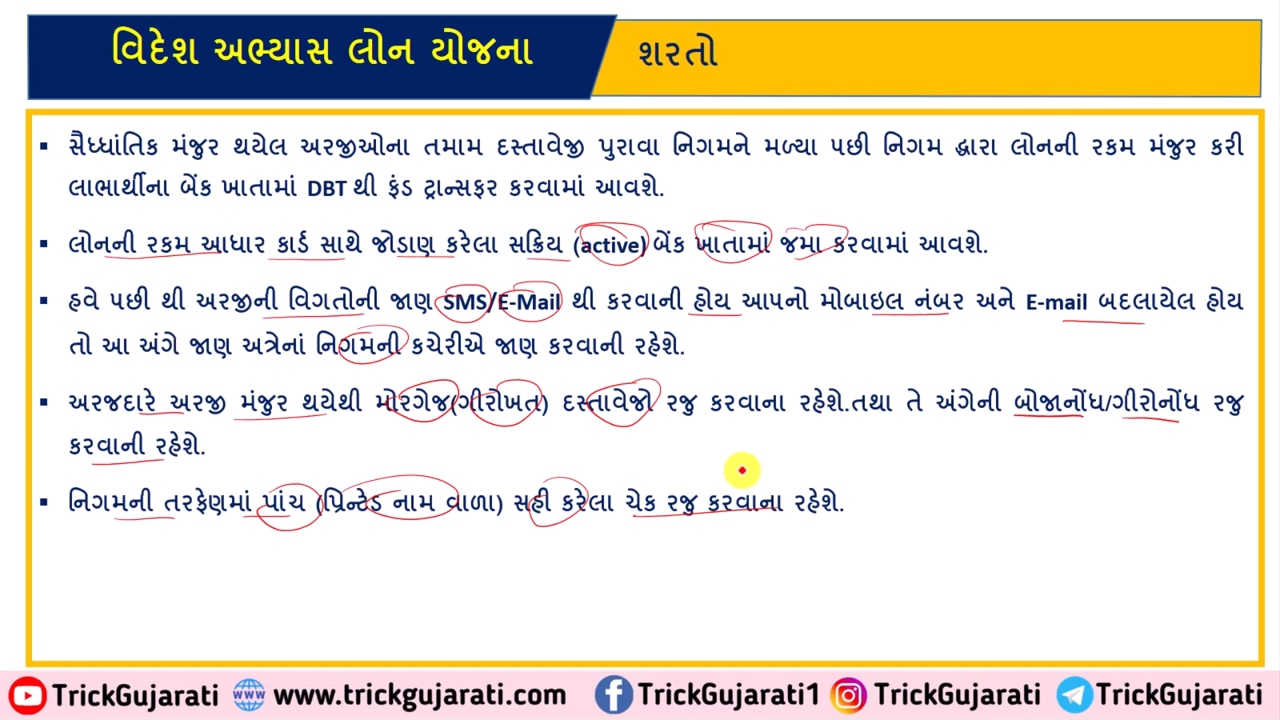 વિદેશ અભ્યાસ લોન યોજના
શરતો
▪ સૈધ્ધાંતિક મંજુર થયેલ અરજીઓના તમામ દસ્તાવેજી પુરાવા નિગમને મળ્યા પછી નિગમ દ્વારા લોનની રકમ મંજુર કરી
લાભાર્થીના બેંક ખાતામાં DBT થી ફંડ ટ્રાન્સફર કરવામાં આવશે.
▪ લોનની રકમ આધાર કાર્ડ સાથે જોડાણ કરેલા સક્રિય (active) બેંક ખાતામાં જમા કરવામાં આવશે.
▪ હવે પછી થી અરજીની વિગતોની જાણ SMS/E-Mail થી કરવાની હોય આપનો મોબાઇલ નંબર અને E-mail બદલાયેલ હોય
તો આ અંગે જાણ અત્રેનાં નિગમની કચેરીએ જાણ કરવાની રહેશે.
▪ અરજદારે અરજી મંજુર થયેથી મોરગેજ(ગીરોખત) દસ્તાવેજો રજુ કરવાના રહેશે.તથા તે અંગેની બોજાનોંધ/ગીરોનોંધ રજુ
કરવાની રહેશે.
▪ નિગમની તરફેણમાં પાંચ (પ્રિન્ટેડ નામ વાળા) સહી કરેલા ચેક રજુ કરવાના રહેશે.
TrickGujarati www.trickgujarati.com TrickGujarati1 TrickGujarati TrickGujarati